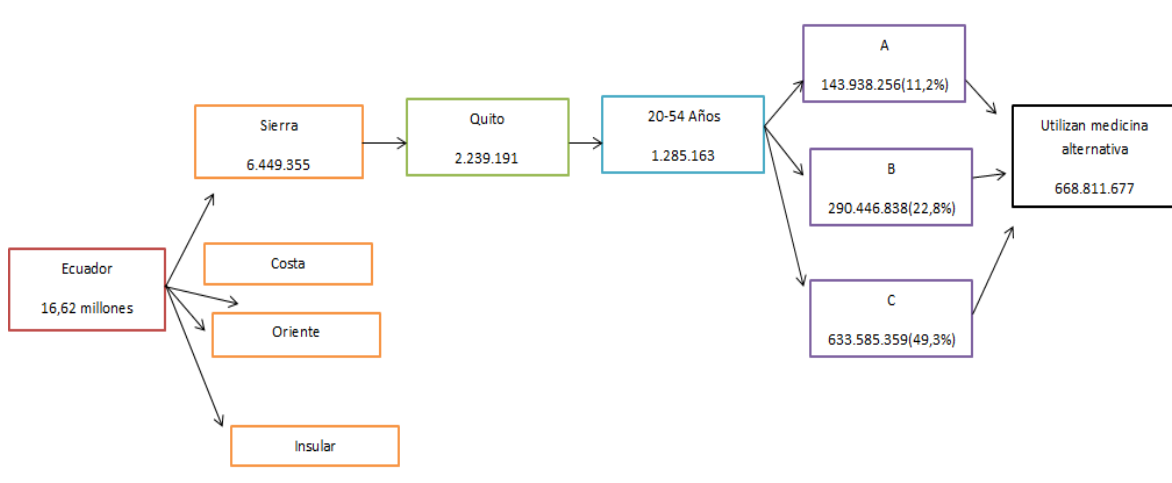 Ecuador
16,62 millones
Sierra
6.449.355
Costa
Oriente
Insular
Quito
2.239.191
20-54 Años
1.285.163
A
143.938.256(11,2%)
B
290.446.838(22,8%)
C
633.585.359(49,3%)
Utilizan medicina
alternativa
668.811.677